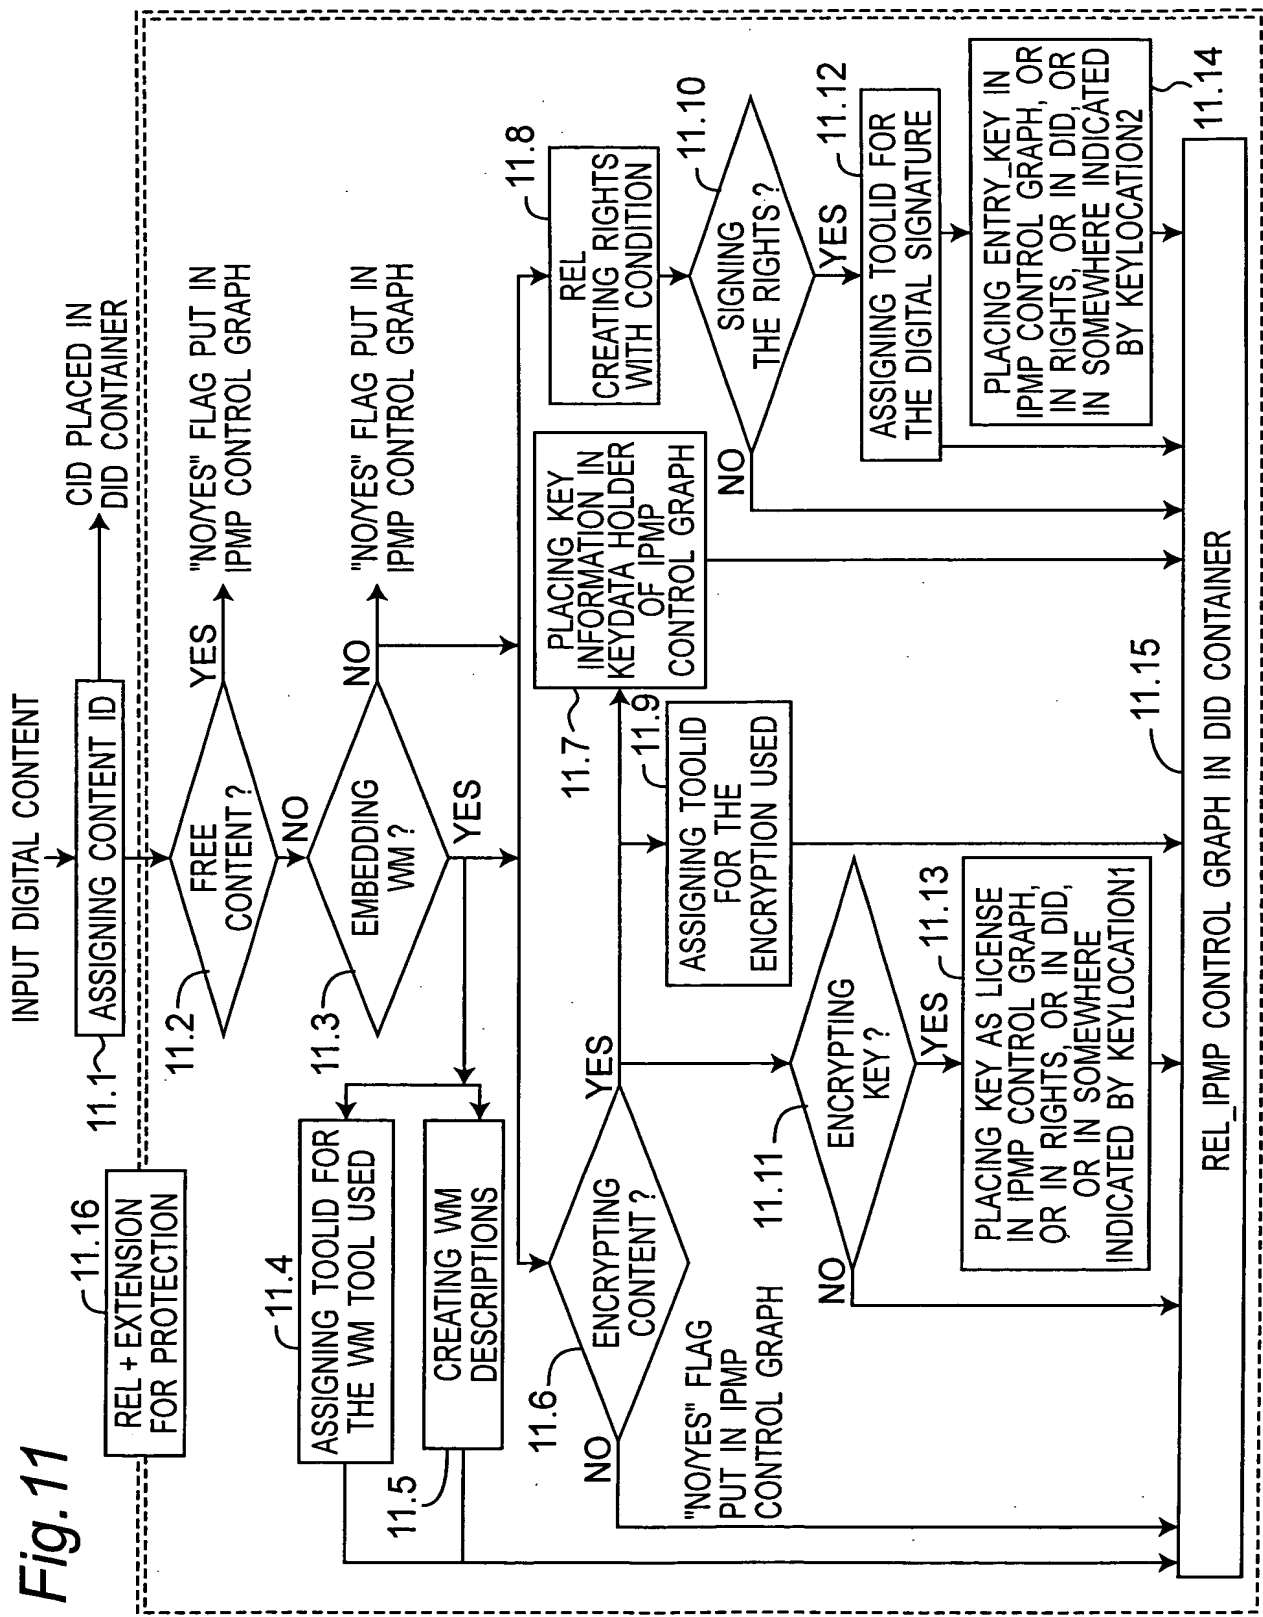 Fig.11
INPUT DIGITAL CONTENT
11.1
ASSIGNING CONTENT ID
CID PLACED IN
DID CONTAINER
11.16
REL + EXTENSION
FOR PROTECTION
11.2
FREE
CONTENT?
YES
"NO/YES" FLAG PUT IN
IPMP CONTROL GRAPH
NO
11.3
EMBEDDING
WM?
NO
"NO/YES" FLAG PUT IN
IPMP CONTROL GRAPH
YES
11.4
ASSIGNING TOOLID FOR
THE WM TOOL USED
11.5
CREATING WM
DESCRIPTIONS
11.6
ENCRYPTING
CONTENT?
YES
NO
"NO/YES" FLAG
PUT IN IPMP
CONTROL GRAPH
11.7
PLACING KEY
INFORMATION IN
KEYDATA HOLDER
OF IPMP
CONTROL GRAPH
11.8
REL
CREATING RIGHTS
WITH CONDITION
11.9
ASSIGNING TOOLID
FOR THE
ENCRYPTION USED
11.10
SIGNING
THE RIGHTS?
NO
YES
11.11
ENCRYPTING
KEY?
NO
YES
11.12
ASSIGNING TOOLID FOR
THE DIGITAL SIGNATURE
11.13
PLACING KEY AS LICENSE
IN IPMP CONTROL GRAPH,
OR IN RIGHTS, OR IN DID,
OR IN SOMEWHERE
INDICATED BY KEYLOCATION1
PLACING ENTRY_KEY IN
IPMP CONTROL GRAPH, OR
IN RIGHTS, OR IN DID, OR
IN SOMEWHERE INDICATED
BY KEYLOCATION2
11.14
11.15
REL_IPMP CONTROL GRAPH IN DID CONTAINER